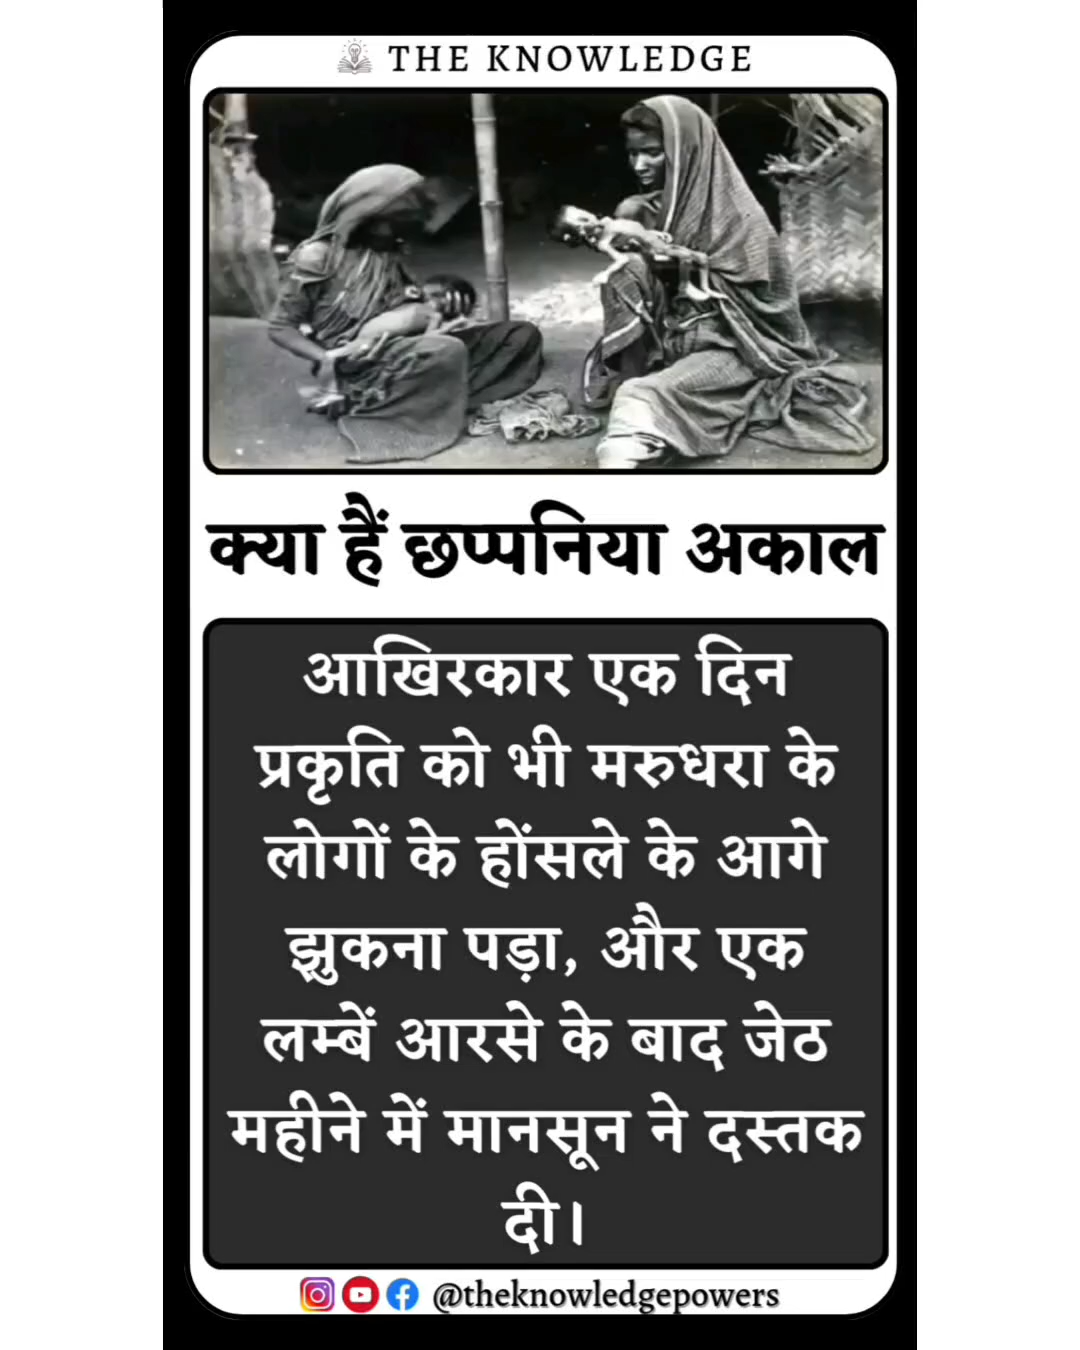 THE KNOWLEDGE
क्या हैं छप्पनिया अकाल
आखिरकार एक दिन
प्रकृति को भी मरुधरा के
लोगों के होंसले के आगे
झुकना पड़ा, और एक
लम्बें आरसे के बाद जेठ
महीने में मानसून ने दस्तक
दी।
@theknowledgepowers